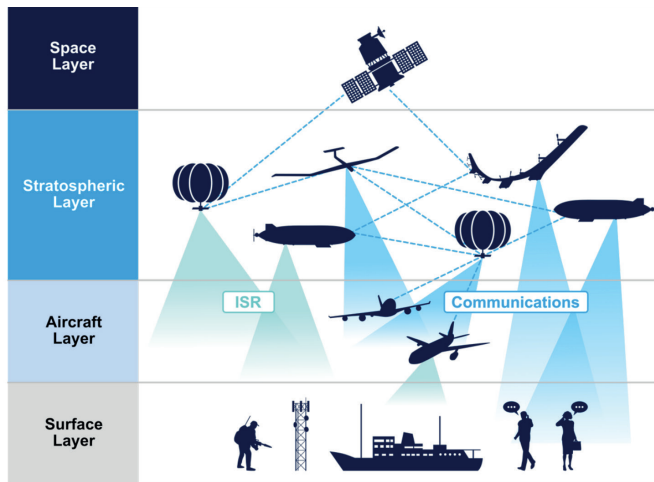 Space
Layer
Stratospheric
Layer
ISR
Communications
Aircraft
Layer
Surface
Layer